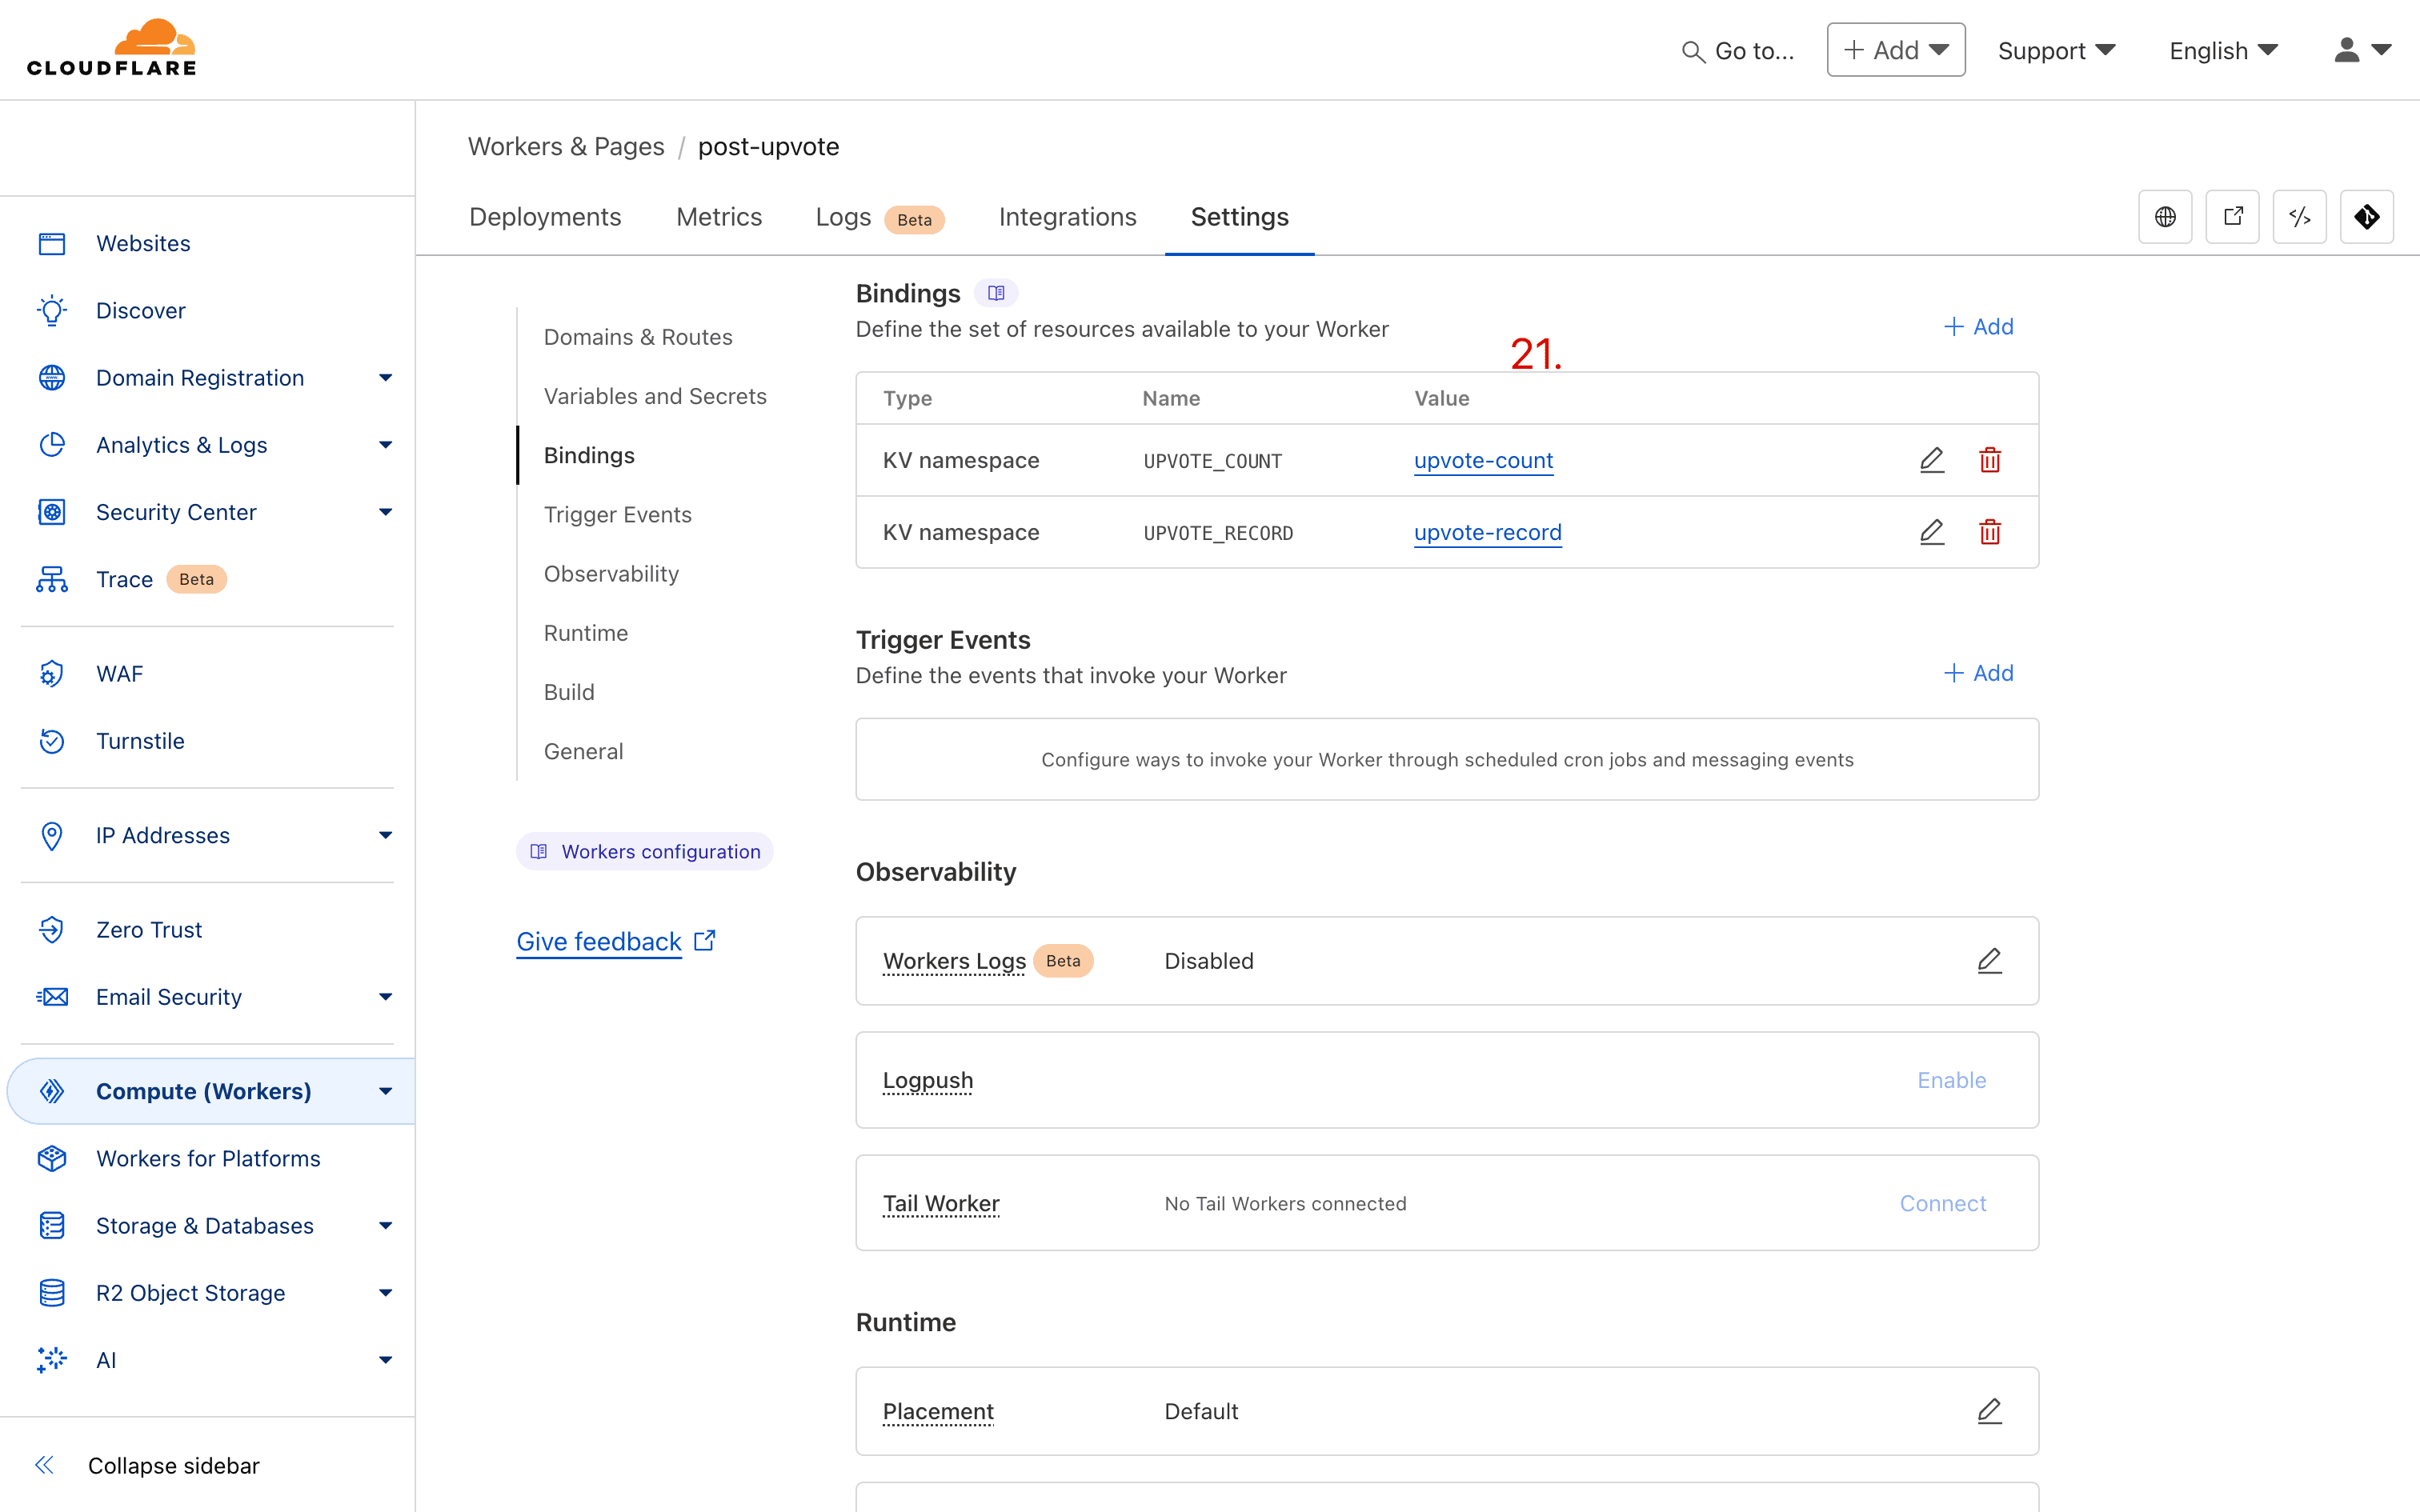 CLOUDFLARE
Go to...
Add
Support
English
Workers & Pages / post-upvote
Deployments
Metrics
Logs Beta
Integrations
Settings
Websites
Discover
Domain Registration
Analytics & Logs
Security Center
Trace Beta
WAF
Turnstile
IP Addresses
Zero Trust
Email Security
Compute (Workers)
Workers for Platforms
Storage & Databases
R2 Object Storage
AI
Collapse sidebar
Domains & Routes
Variables and Secrets
Bindings
Trigger Events
Observability
Runtime
Build
General
Workers configuration
Give feedback
Bindings
Define the set of resources available to your Worker
+ Add
21.
Type Name Value
KV namespace UPVOTE_COUNT upvote-count
KV namespace UPVOTE_RECORD upvote-record
Trigger Events
Define the events that invoke your Worker
+ Add
Configure ways to invoke your Worker through scheduled cron jobs and messaging events
Observability
Workers Logs Beta Disabled
Logpush Enable
Tail Worker No Tail Workers connected Connect
Runtime
Placement Default